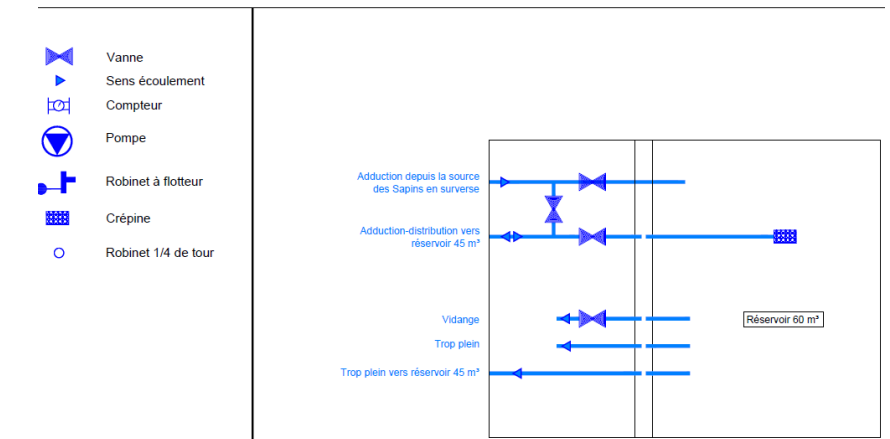 Vanne
Sens écoulement
Compteur
Pompe
Robinet à flotteur
Crépine
Robinet 1/4 de tour
Adduction depuis la source
des Sapins en surverse
Adduction-distribution vers
réservoir 45 m³
Vidange
Trop plein
Trop plein vers réservoir 45 m³
Réservoir 60 m³